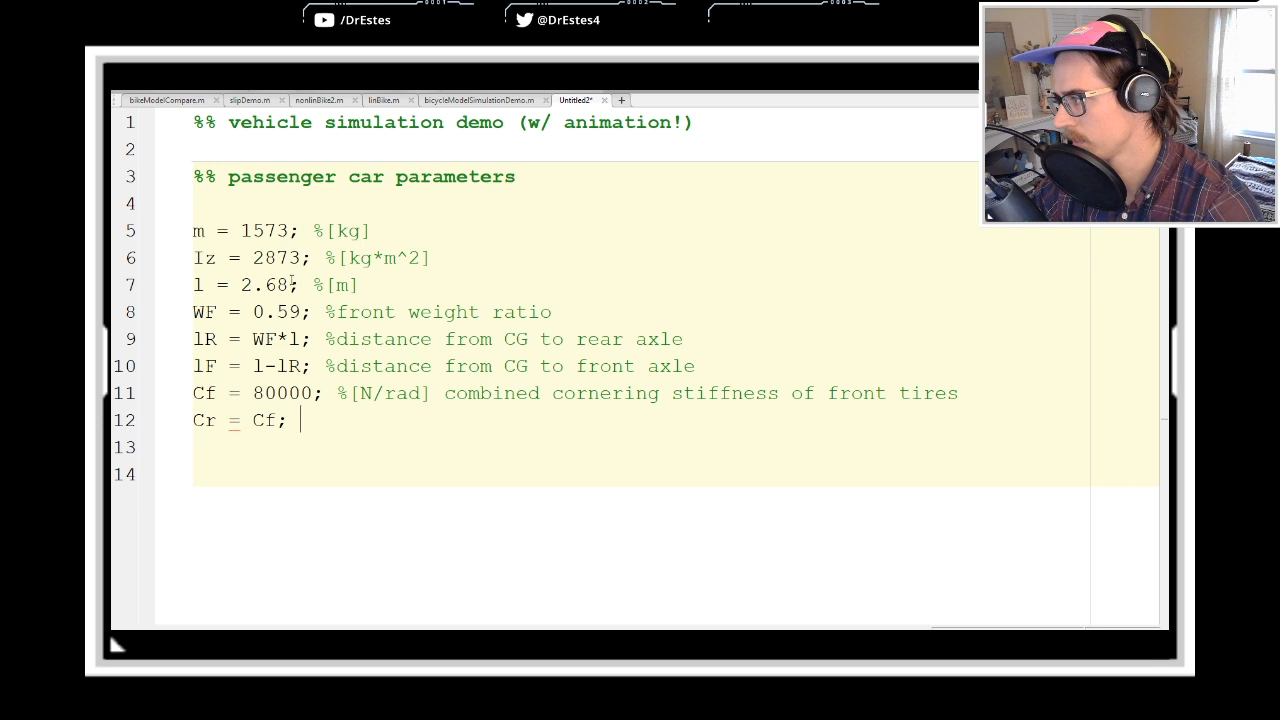 0001 0002 0003
/DrEstes @DrEstes4
bikeModelCompare.m slipDemo.m nonlinBike2.m linBike.m bicycleModelSimulationDemo.m Untitled2*
1 %% vehicle simulation demo (w/ animation!)
2
3 %% passenger car parameters
4
5 m = 1573; %[kg]
6 Iz = 2873; %[kg*m^2]
7 l = 2.68; %[m]
8 WF = 0.59; %front weight ratio
9 lR = WF*l; %distance from CG to rear axle
10 lF = l-lR; %distance from CG to front axle
11 Cf = 80000; %[N/rad] combined cornering stiffness of front tires
12 Cr = Cf;
13
14